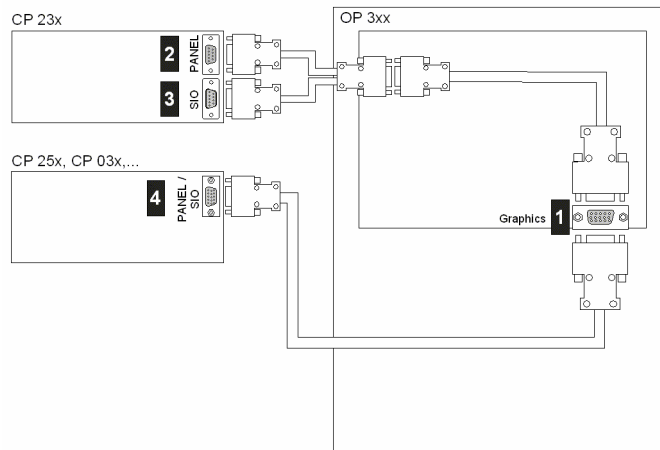 CP 23x
OP 3xx
2
PANEL
3
SIO
CP 25x, CP 03x,...
4
PANEL /
SIO
Graphics
1